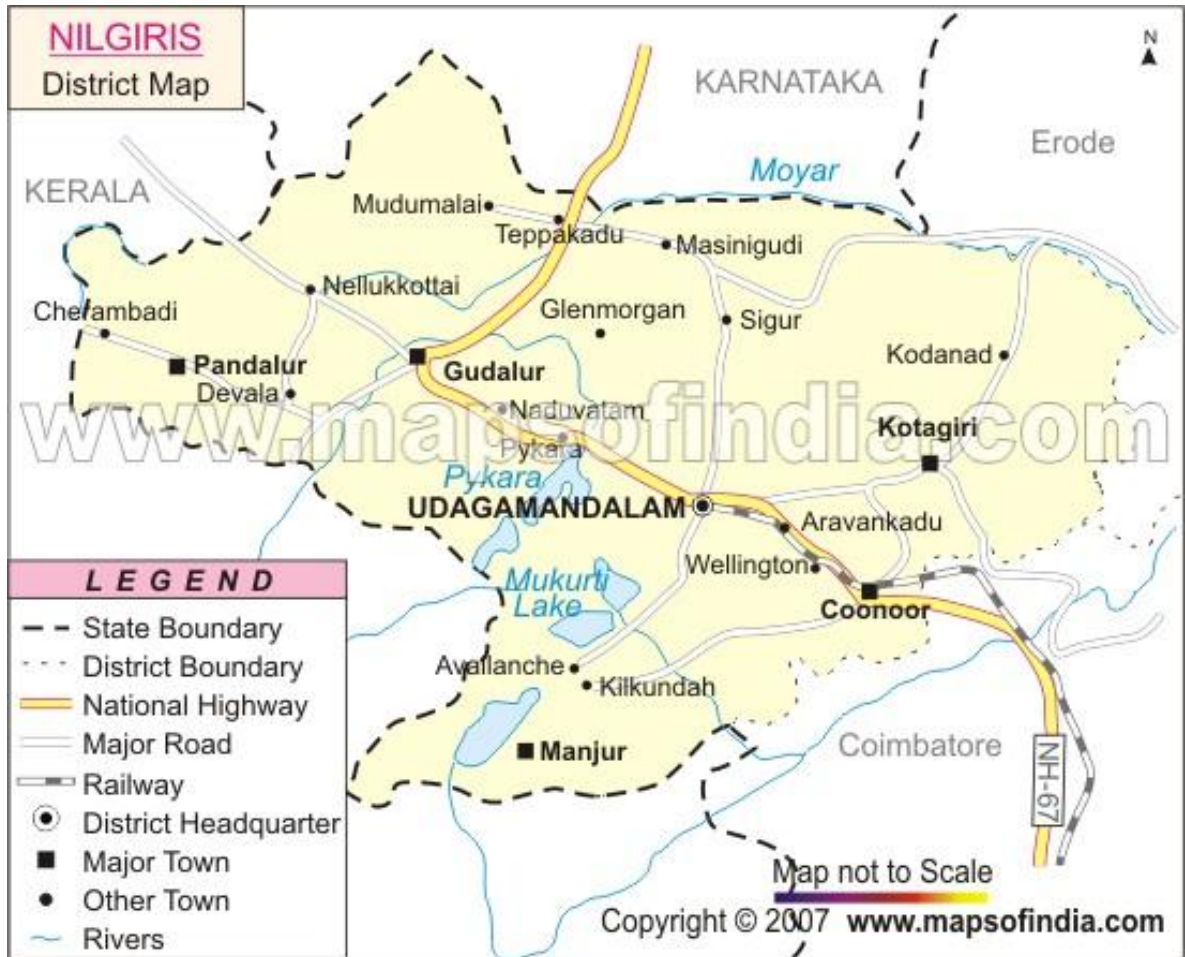 NILGIRIS
District Map
N
KARNATAKA
Erode
KERALA
Moyar
Mudumalai
Teppakadu
Masinigudi
Nellukkottai
Cherambadi
Glenmorgan
Sigur
Pandalur
Devala
Gudalur
Kodanad
www.mapsofindia.com
Naduvatam
Kotagiri
Pykara
Pykara
UDAGAMANDALAM
Aravankadu
Wellington
Mukurti
Lake
Coonoor
Avallanche
Kilkundah
Manjur
Coimbatore
NH-67
LEGEND
State Boundary
District Boundary
National Highway
Major Road
Railway
District Headquarter
Major Town
Other Town
Rivers
Map not to Scale
Copyright © 2007 www.mapsofindia.com